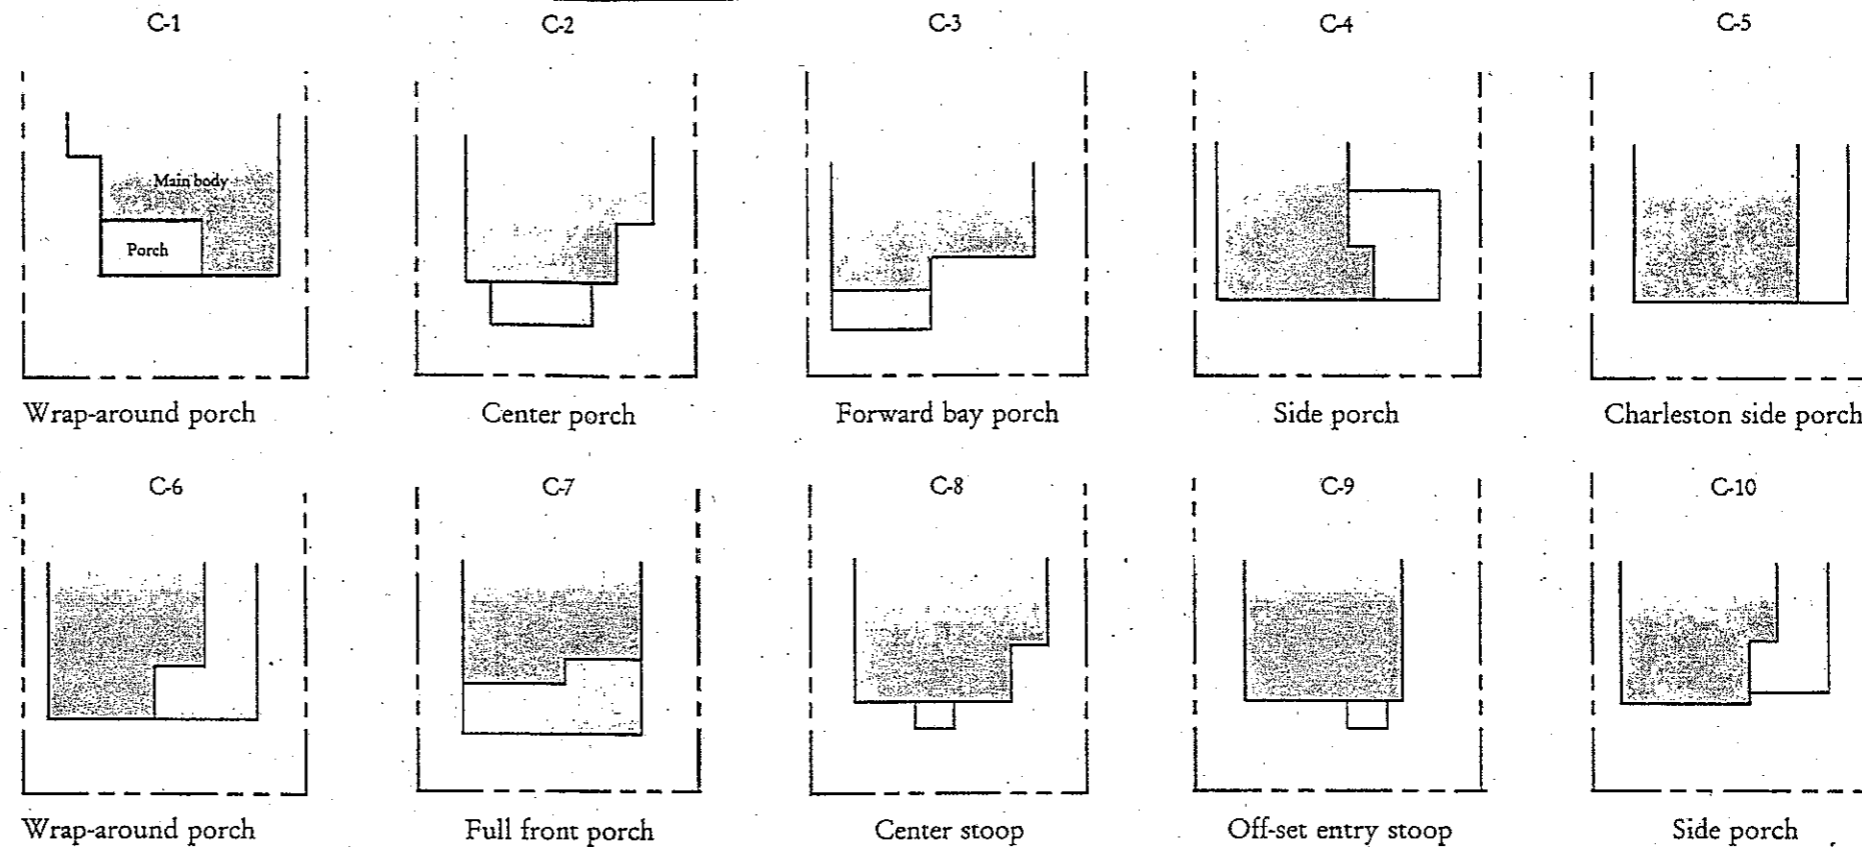 C-1 C-2 C-3 C-4 C-5
Main body
Porch
Wrap-around porch Center porch Forward bay porch Side porch Charleston side porch
C-6 C-7 C-8 C-9 C-10
Wrap-around porch Full front porch Center stoop Off-set entry stoop Side porch